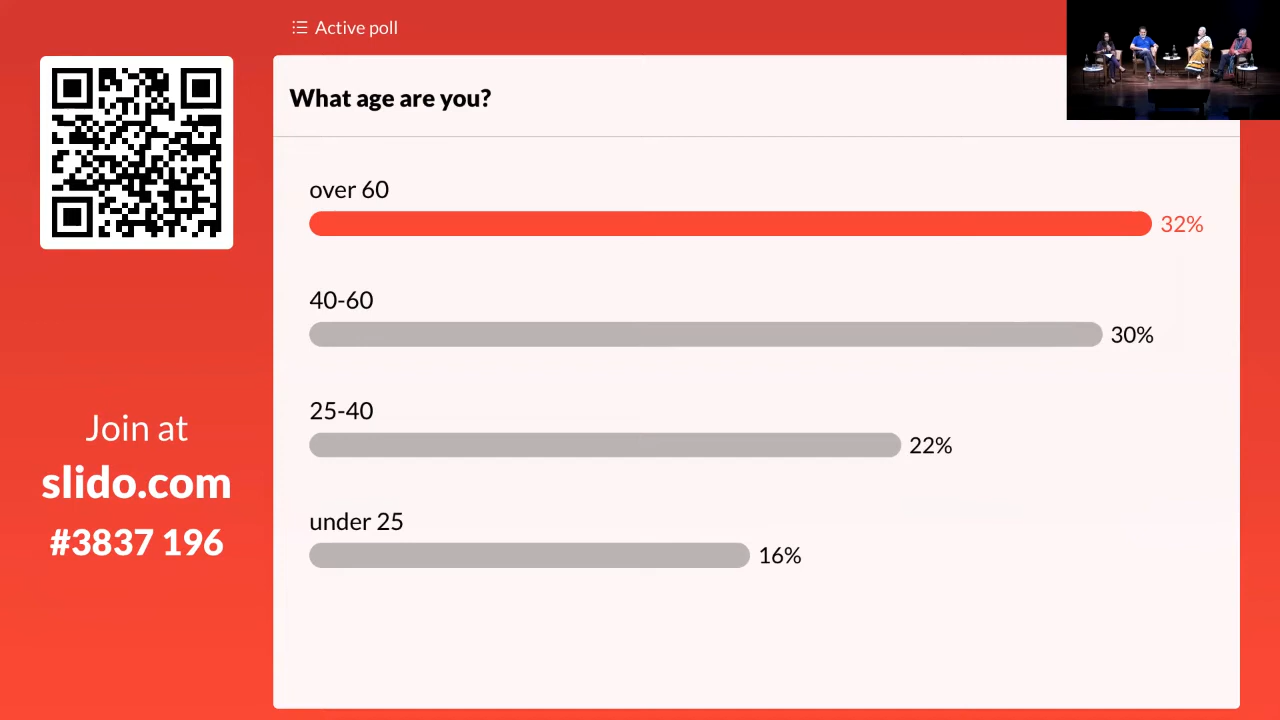 Active poll
What age are you?
over 60
32%
40-60
30%
25-40
22%
under 25
16%
Join at
slido.com
#3837 196